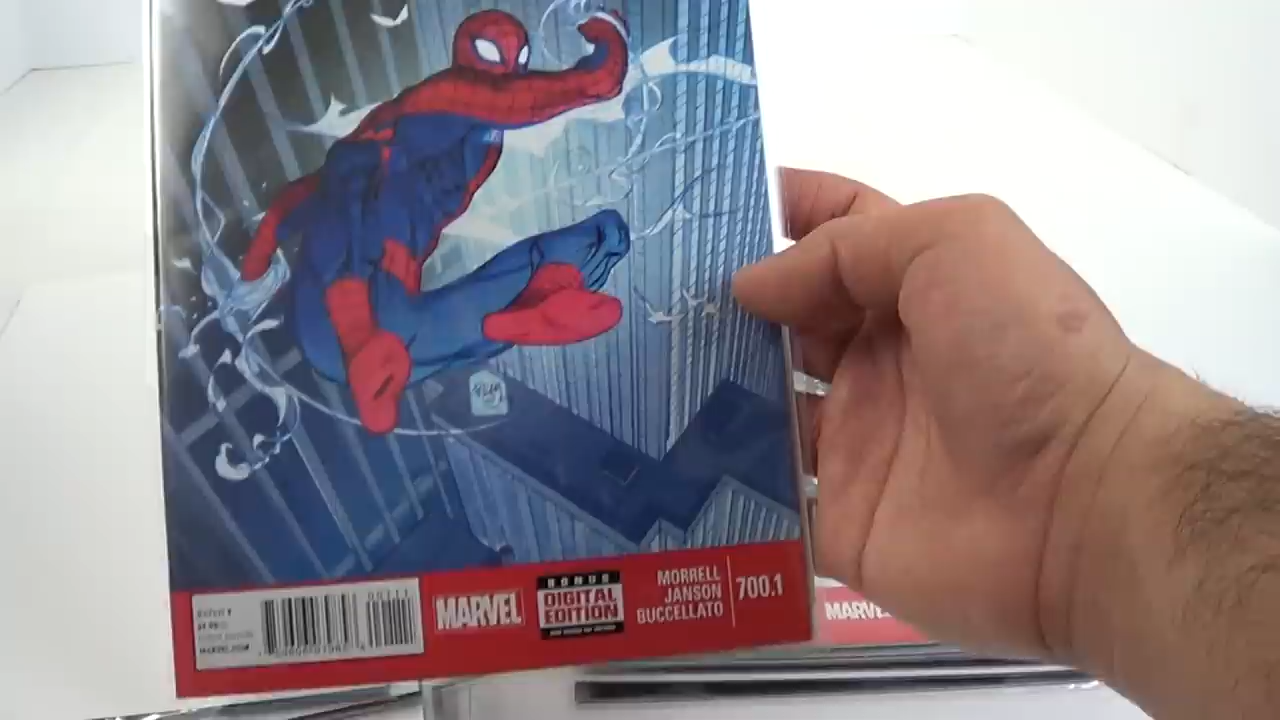 MARVEL
BONUS
DIGITAL
EDITION
MORRELL
JANSON
BUCCELLATO
700.1
MARVEL